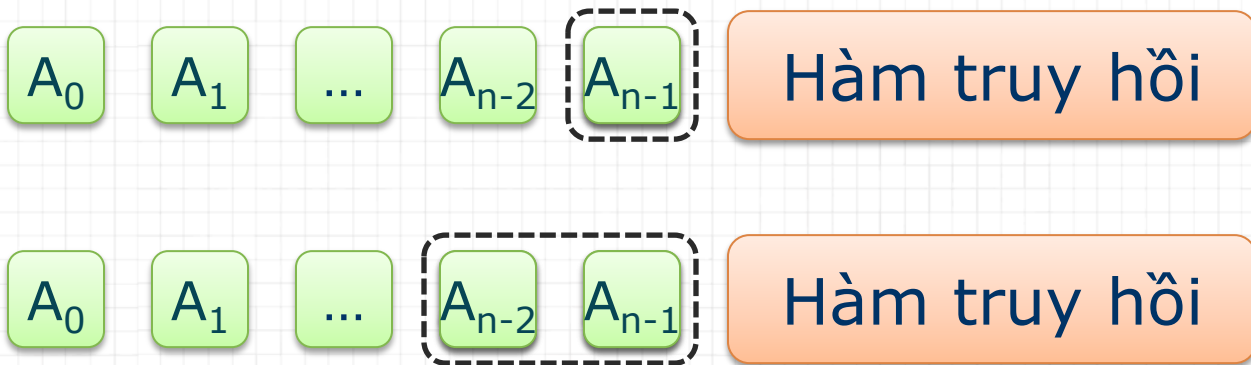 A₀ A₁ ... Aₙ₋₂ Aₙ₋₁ Hàm truy hồi
A₀ A₁ ... Aₙ₋₂ Aₙ₋₁ Hàm truy hồi